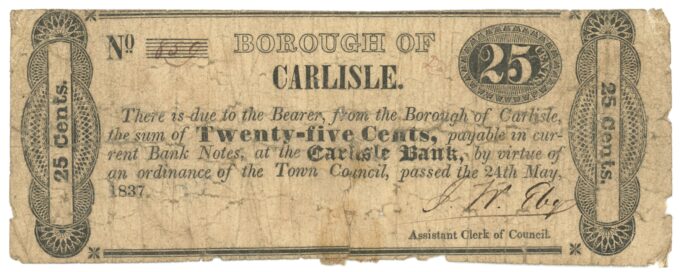 No 
BOROUGH OF
CARLISLE.
25
CENTS
There is due to the Bearer, from the Borough of Carlisle,
the sum of Twenty-five Cents, payable in cur-
rent Bank Notes, at the Carlisle Bank, by virtue of
an ordinance of the Town Council, passed the 24th May,
1837.
J. W. Eby
Assistant Clerk of Council.
25 Cents.
25 Cents.